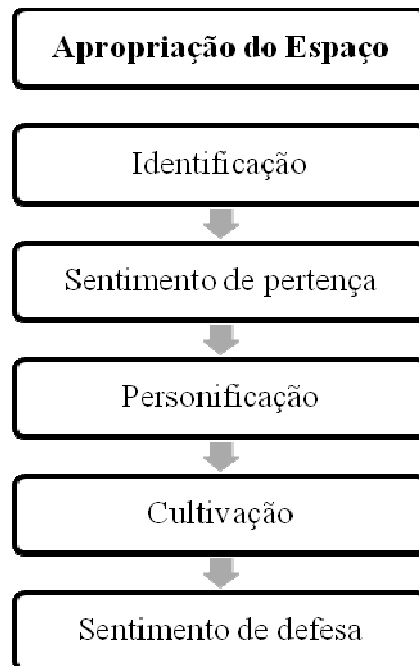 Apropriação do Espaço
Identificação
Sentimento de pertença
Personificação
Cultivação
Sentimento de defesa